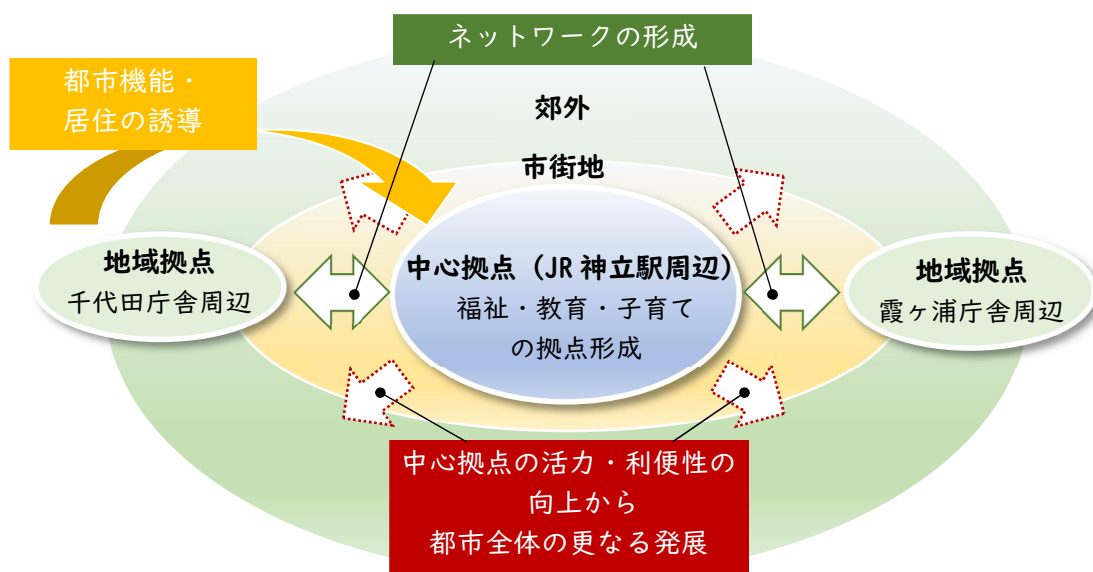 ネットワークの形成
都市機能・
居住の誘導
郊外
市街地
中心拠点（JR 神立駅周辺）
福祉・教育・子育て
の拠点形成
地域拠点
千代田庁舎周辺
地域拠点
霞ヶ浦庁舎周辺
中心拠点の活力・利便性の
向上から
都市全体の更なる発展